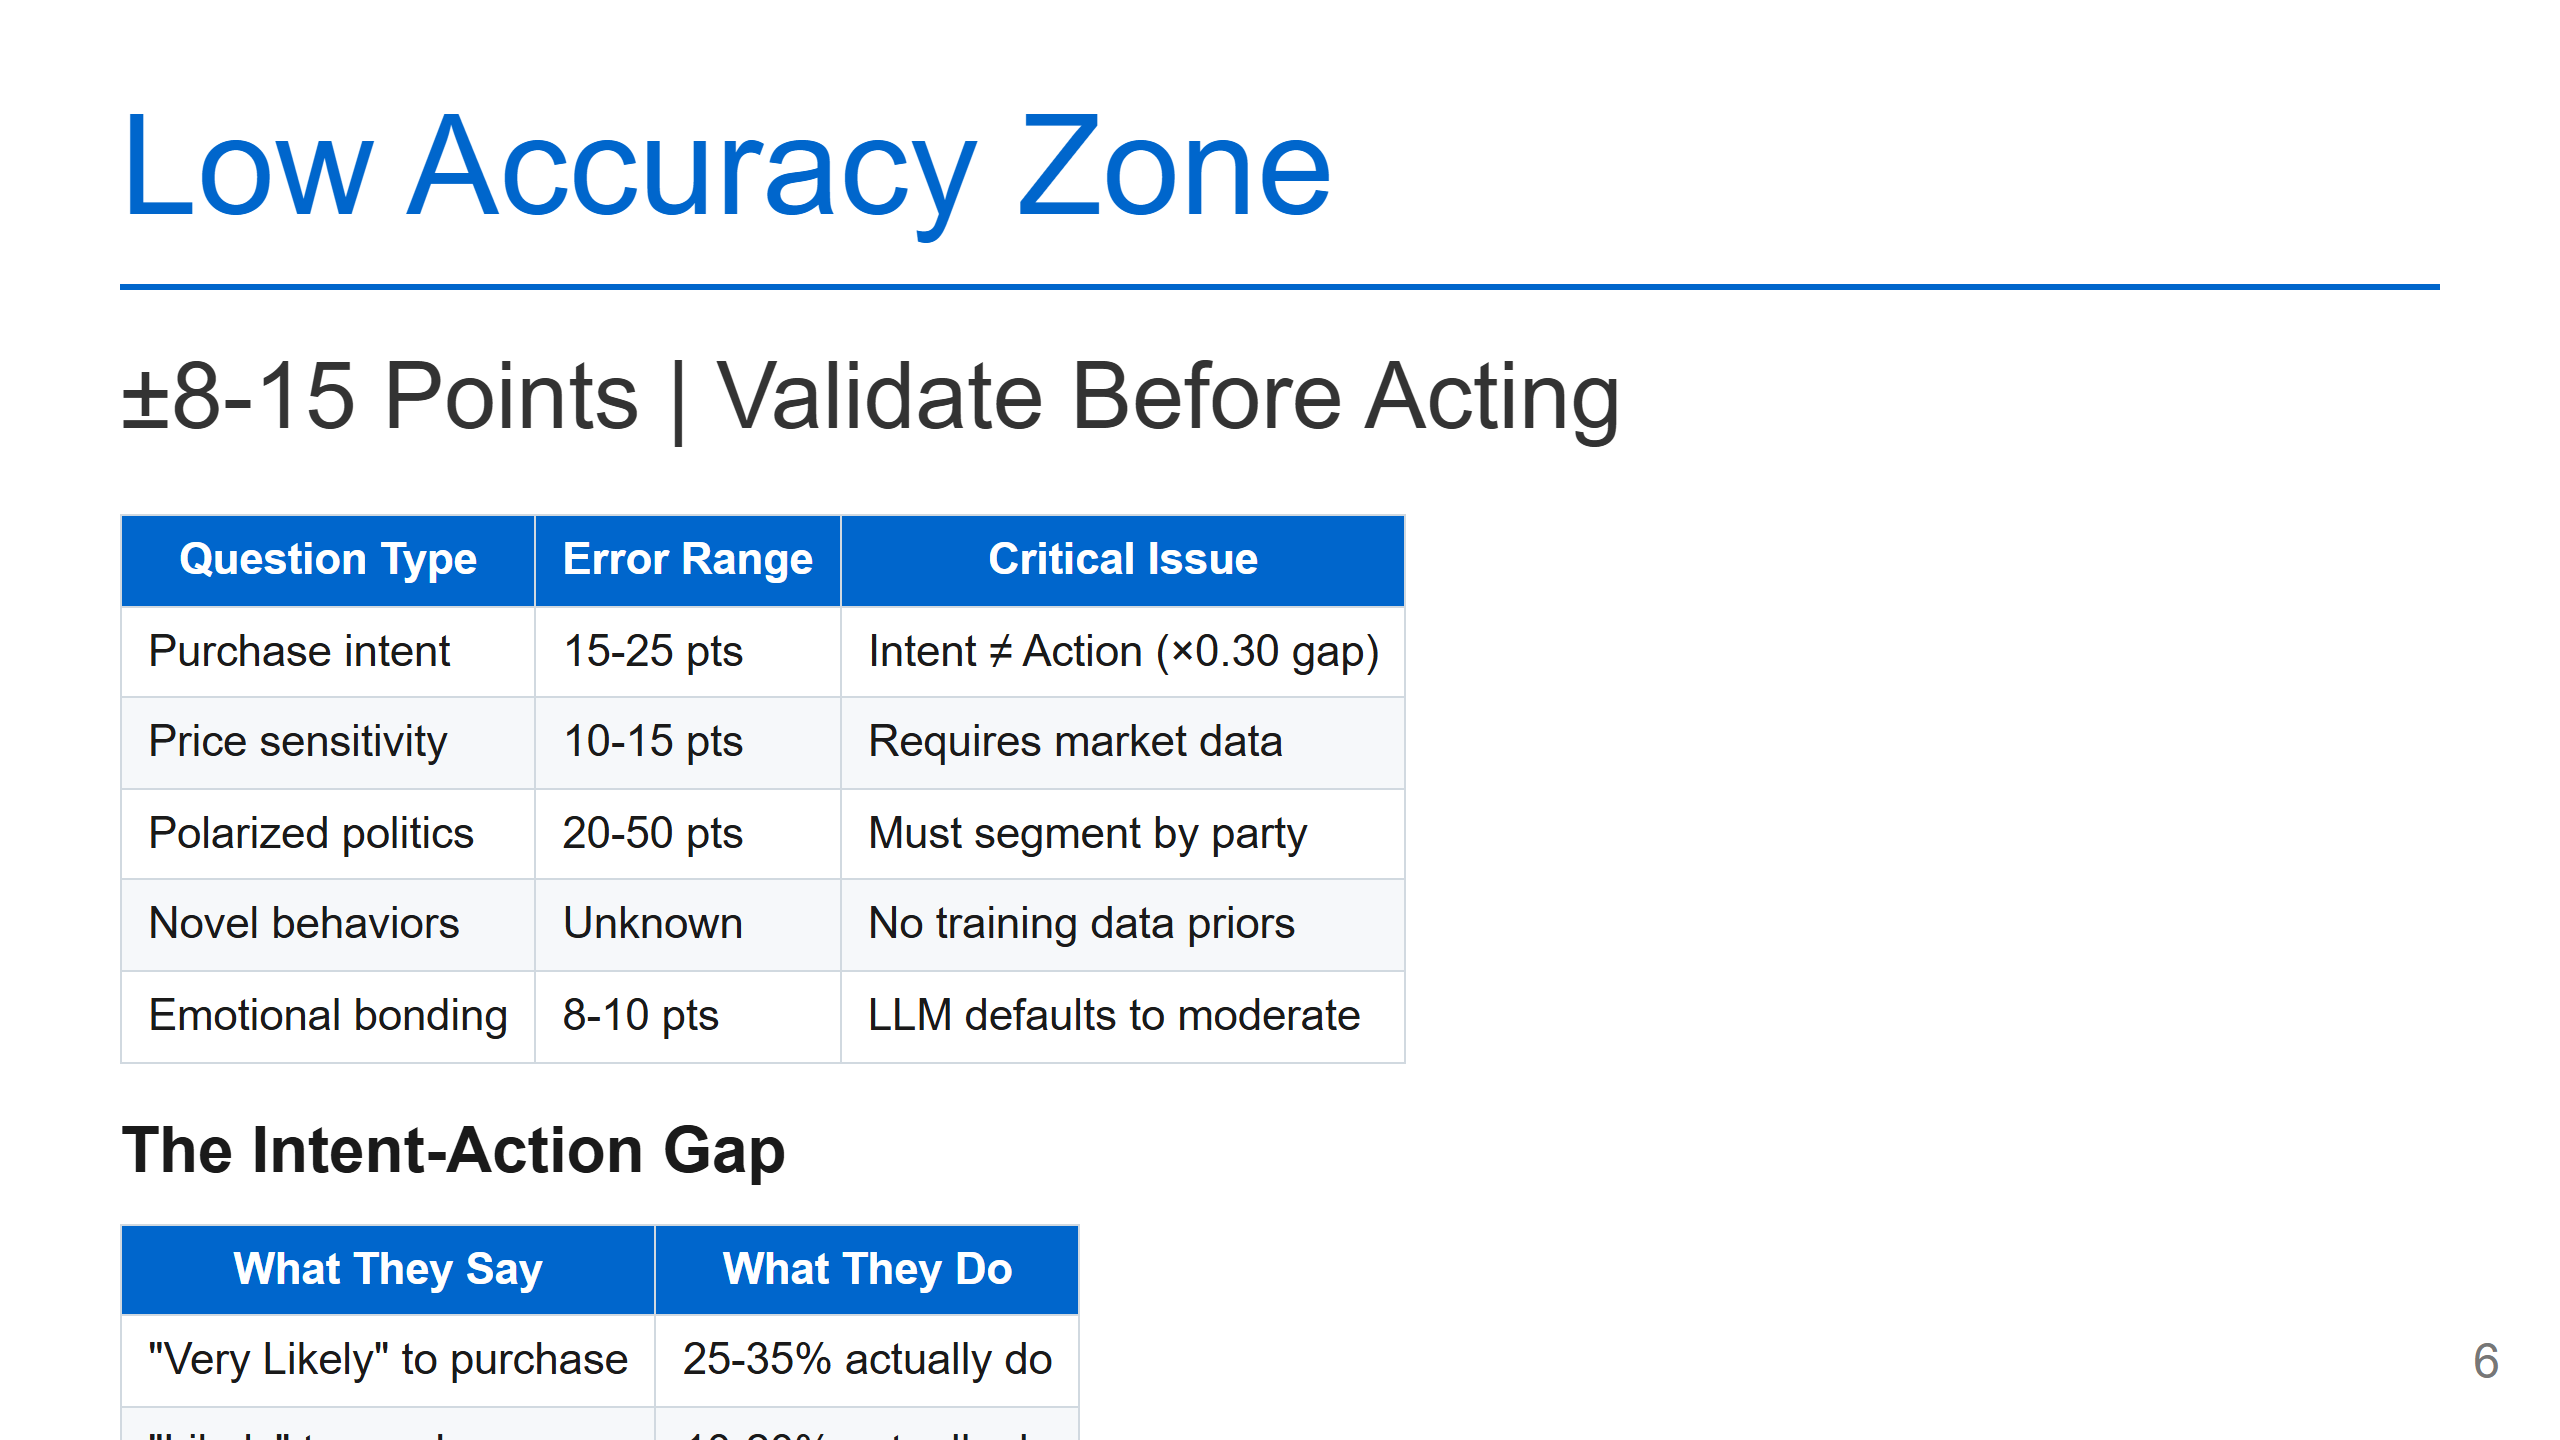 Low Accuracy Zone
±8-15 Points | Validate Before Acting
Question Type Error Range Critical Issue
Purchase intent 15-25 pts Intent ≠ Action (×0.30 gap)
Price sensitivity 10-15 pts Requires market data
Polarized politics 20-50 pts Must segment by party
Novel behaviors Unknown No training data priors
Emotional bonding 8-10 pts LLM defaults to moderate
The Intent-Action Gap
What They Say What They Do
"Very Likely" to purchase 25-35% actually do
6